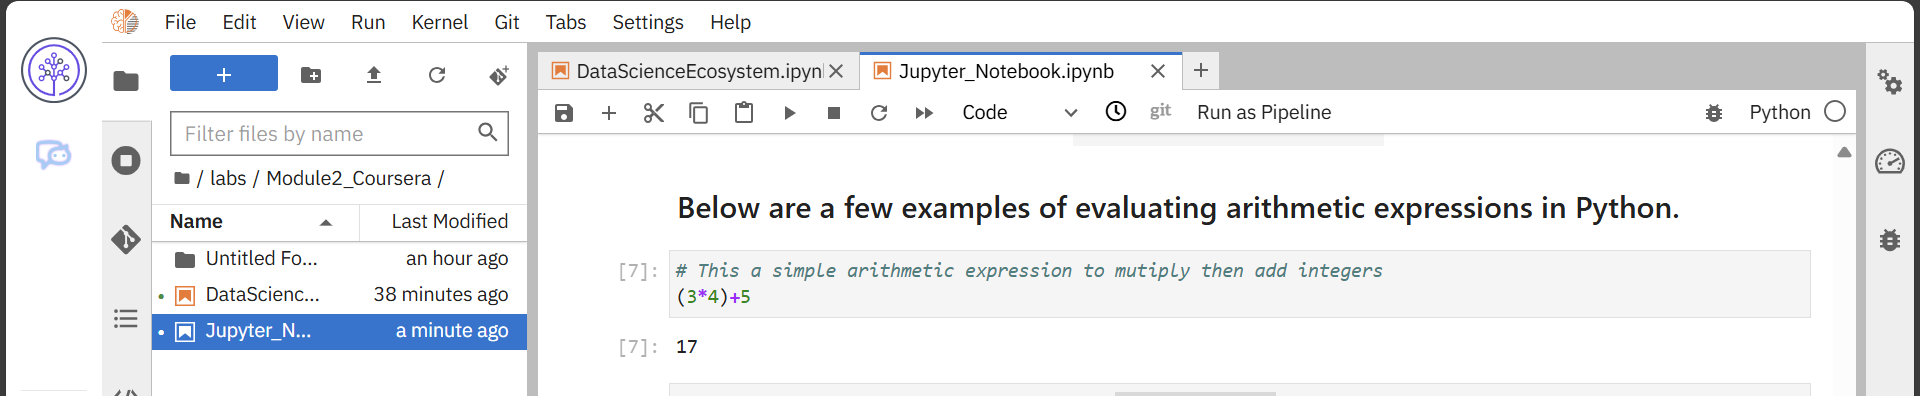 File Edit View Run Kernel Git Tabs Settings Help
DataScienceEcosystem.ipyn
Jupyter_Notebook.ipynb
Code
git
Run as Pipeline
Python
Filter files by name
/ labs / Module2_Coursera /
Name Last Modified
Untitled Fo... an hour ago
DataScienc... 38 minutes ago
Jupyter_N... a minute ago
Below are a few examples of evaluating arithmetic expressions in Python.
[7]: # This a simple arithmetic expression to mutiply then add integers
(3*4)+5
[7]: 17